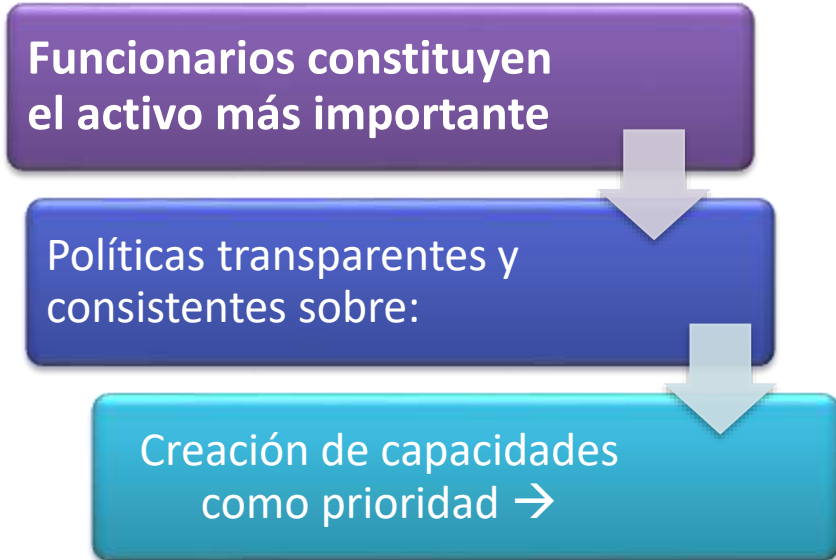 Funcionarios constituyen
el activo más importante
Políticas transparentes y
consistentes sobre:
Creación de capacidades
como prioridad →